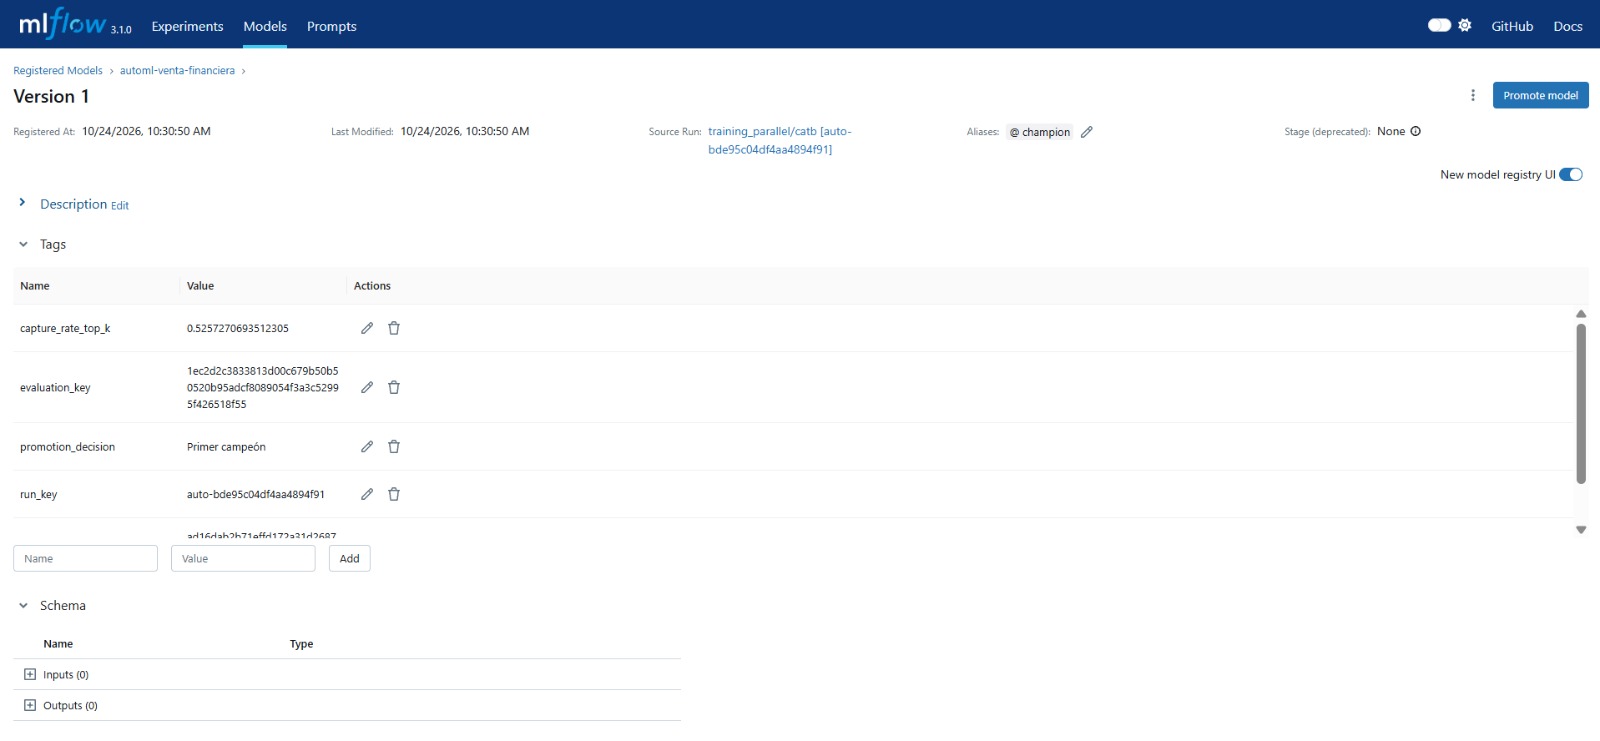 mlflow 3.1.0 Experiments Models Prompts GitHub Docs
Registered Models › automl-venta-financiera ›
Version 1
Promote model
Registered At: 10/24/2026, 10:30:50 AM
Last Modified: 10/24/2026, 10:30:50 AM
Source Run: training_parallel/catb [auto-
bde95c04df4aa4894f91]
Aliases: @ champion
Stage (deprecated): None
New model registry UI
Description Edit
Tags
Name Value Actions
capture_rate_top_k 0.5257270693512305
evaluation_key
1ec2d2c3833813d00c679b50b5
0520b95adcf8089054f3a3c5299
5f426518f55
promotion_decision Primer campeón
run_key auto-bde95c04df4aa4894f91
ad16dab2b71effd172a31d2687
Name Value Add
Schema
Name Type
Inputs (0)
Outputs (0)